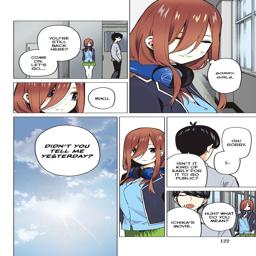 YOU'RE
STILL
BACK
HERE?
COME
ON,
LET'S
GO...
SORRY,
GIRLS.
MIKU.
DIDN'T YOU
TELL ME
YESTERDAY?
OH!
SORRY.
I-
ISN'T IT
KIND OF
EARLY FOR
IT TO GO
PUBLIC?
HUH? WHAT
DO YOU
MEAN?
ICHIKA'S
MOVIE.
122